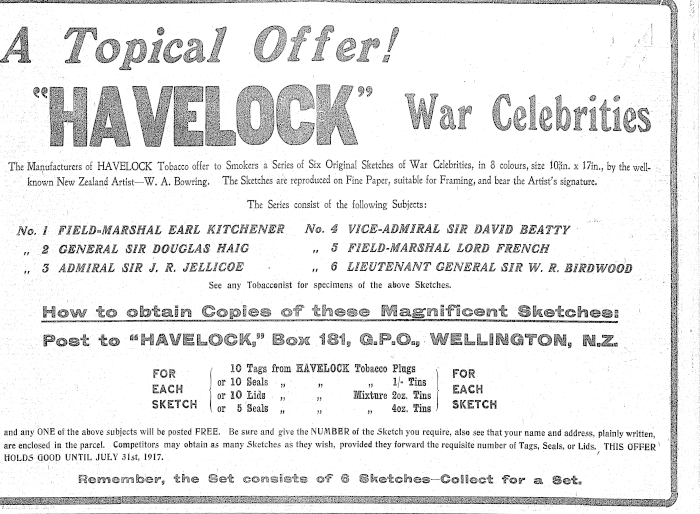 A Topical Offer!
"HAVELOCK" War Celebrities
The Manufacturers of HAVELOCK Tobacco offer to Smokers a Series of Six Original Sketches of War Celebrities, in 8 colours, size 10½in. x 17in., by the well-
known New Zealand Artist—W. A. Bowring. The Sketches are reproduced on Fine Paper, suitable for Framing, and bear the Artist's signature.
The Series consist of the following Subjects:
No. 1 FIELD-MARSHAL EARL KITCHENER No. 4 VICE-ADMIRAL SIR DAVID BEATTY
„ 2 GENERAL SIR DOUGLAS HAIG „ 5 FIELD-MARSHAL LORD FRENCH
„ 3 ADMIRAL SIR J. R. JELLICOE „ 6 LIEUTENANT GENERAL SIR W. R. BIRDWOOD
See any Tobacconist for specimens of the above Sketches.
How to obtain Copies of these Magnificent Sketches:
Post to "HAVELOCK," Box 181, G.P.O., WELLINGTON, N.Z.
FOR EACH SKETCH
10 Tags from HAVELOCK Tobacco Plugs
or 10 Seals „ „ „ 1/- Tins
or 10 Lids „ „ Mixture 2oz. Tins
or 5 Seals „ „ „ 4oz. Tins
FOR EACH SKETCH
and any ONE of the above subjects will be posted FREE. Be sure and give the NUMBER of the Sketch you require, also see that your name and address, plainly written,
are enclosed in the parcel. Competitors may obtain as many Sketches as they wish, provided they forward the requisite number of Tags, Seals, or Lids. THIS OFFER
HOLDS GOOD UNTIL JULY 31st, 1917.
Remember, the Set consists of 6 Sketches—Collect for a Set.